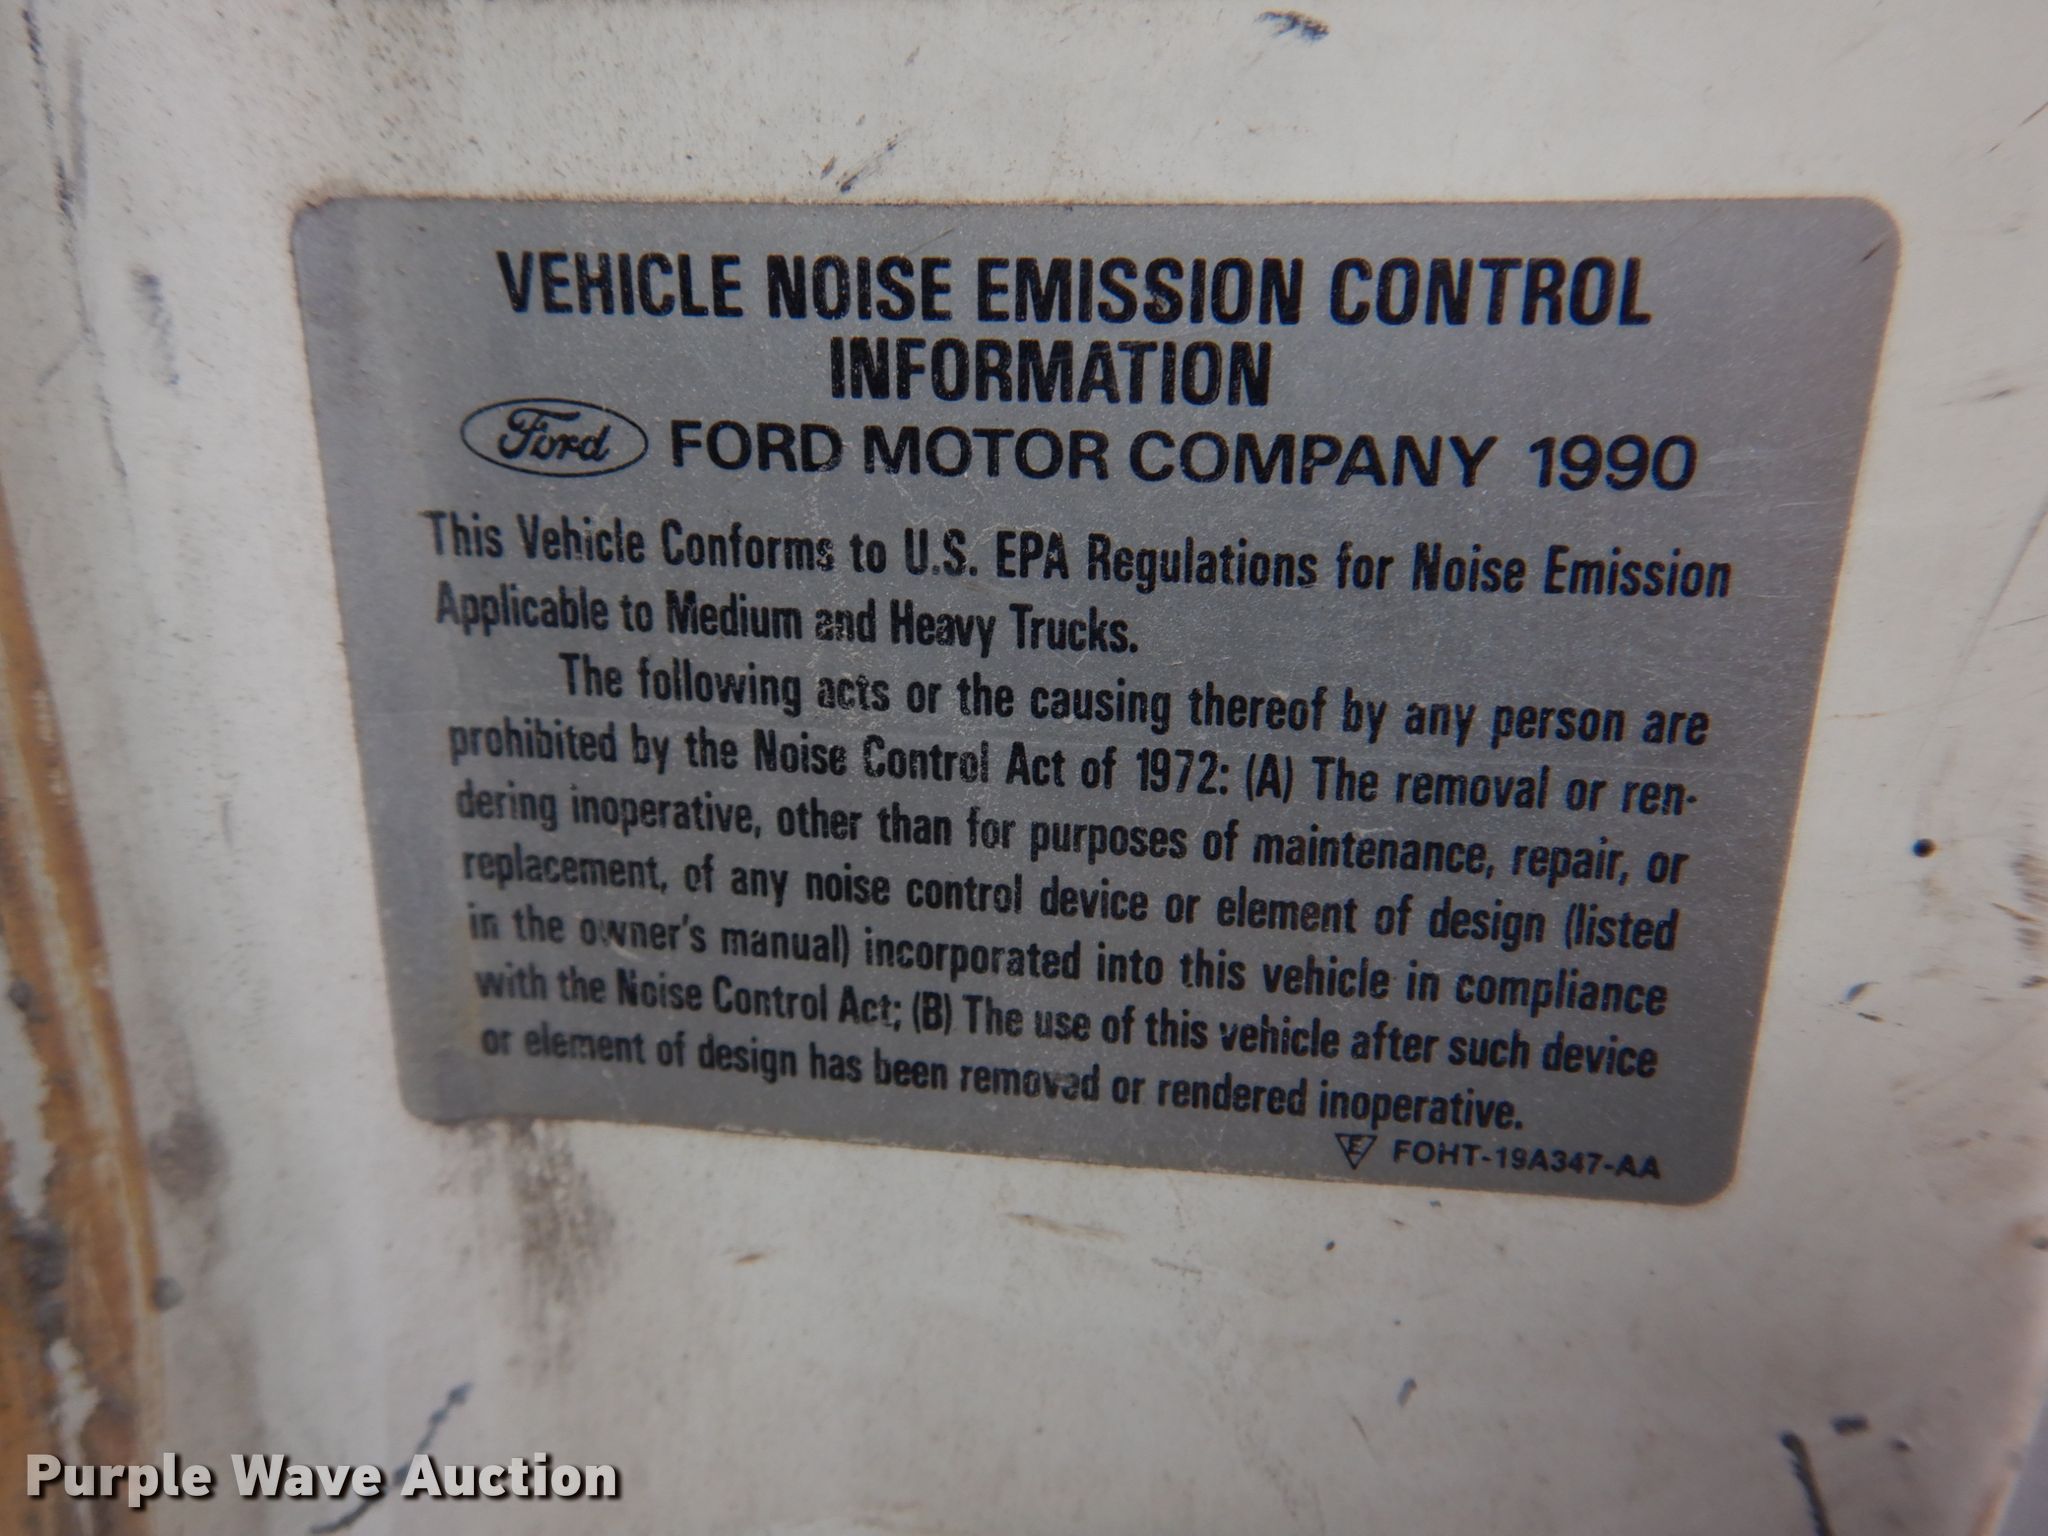 VEHICLE NOISE EMISSION CONTROL
INFORMATION
Ford FORD MOTOR COMPANY 1990
This Vehicle Conforms to U.S. EPA Regulations for Noise Emission
Applicable to Medium and Heavy Trucks.
The following acts or the causing thereof by any person are
prohibited by the Noise Control Act of 1972: (A) The removal or ren-
dering inoperative, other than for purposes of maintenance, repair, or
replacement, of any noise control device or element of design (listed
in the owner's manual) incorporated into this vehicle in compliance
with the Noise Control Act; (B) The use of this vehicle after such device
or element of design has been removed or rendered inoperative.
E FOHT-19A347-AA
Purple Wave Auction